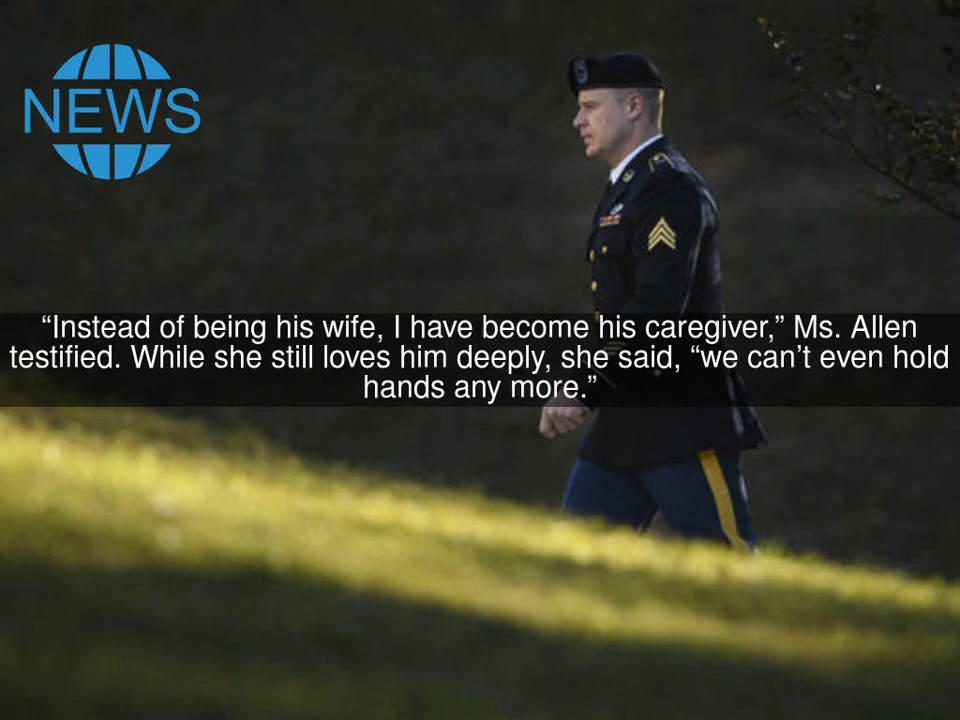 NEWS
“Instead of being his wife, I have become his caregiver,” Ms. Allen
testified. While she still loves him deeply, she said, “we can’t even hold
hands any more.”